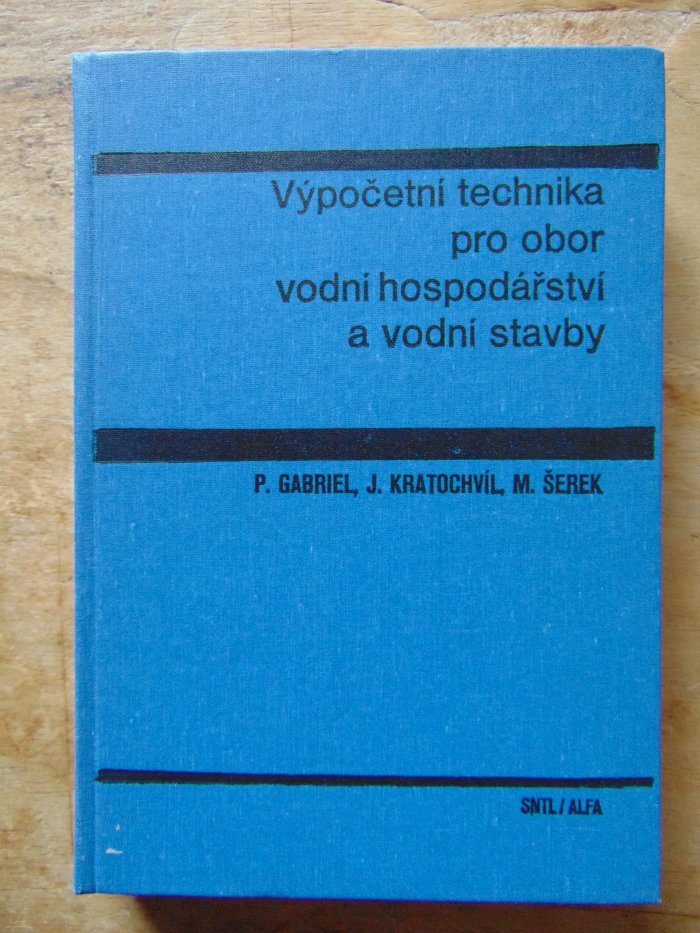 Výpočetní technika
pro obor
vodní hospodářství
a vodní stavby
P. GABRIEL, J. KRATOCHVÍL, M. ŠEREK
SNTL/ALFA